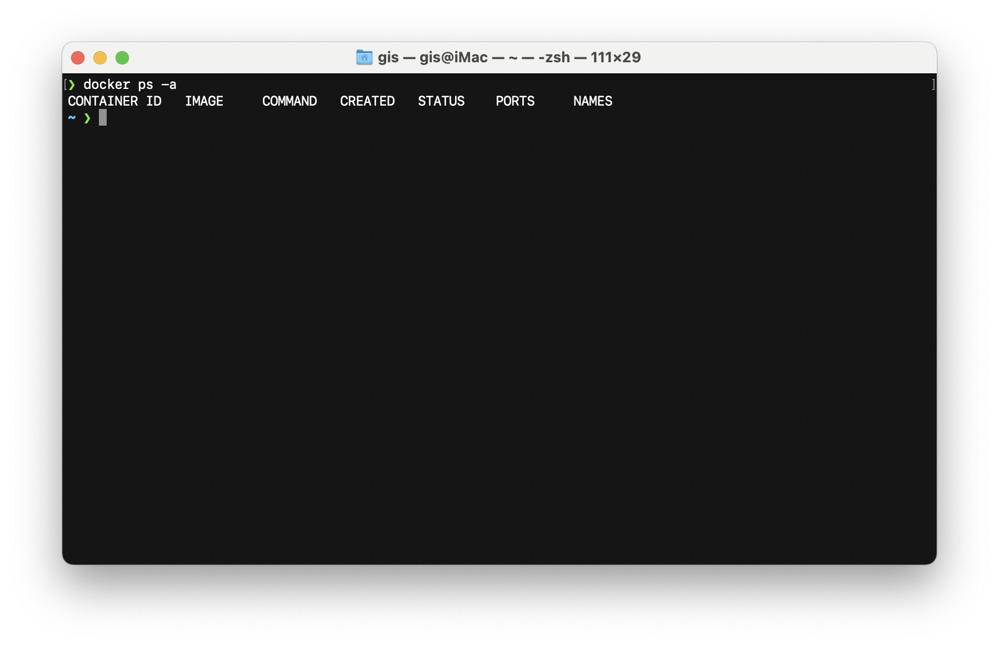 gis — gis@iMac — ~ — -zsh — 111×29
[❯ docker ps -a ]
CONTAINER ID   IMAGE     COMMAND   CREATED   STATUS    PORTS     NAMES
~ ❯